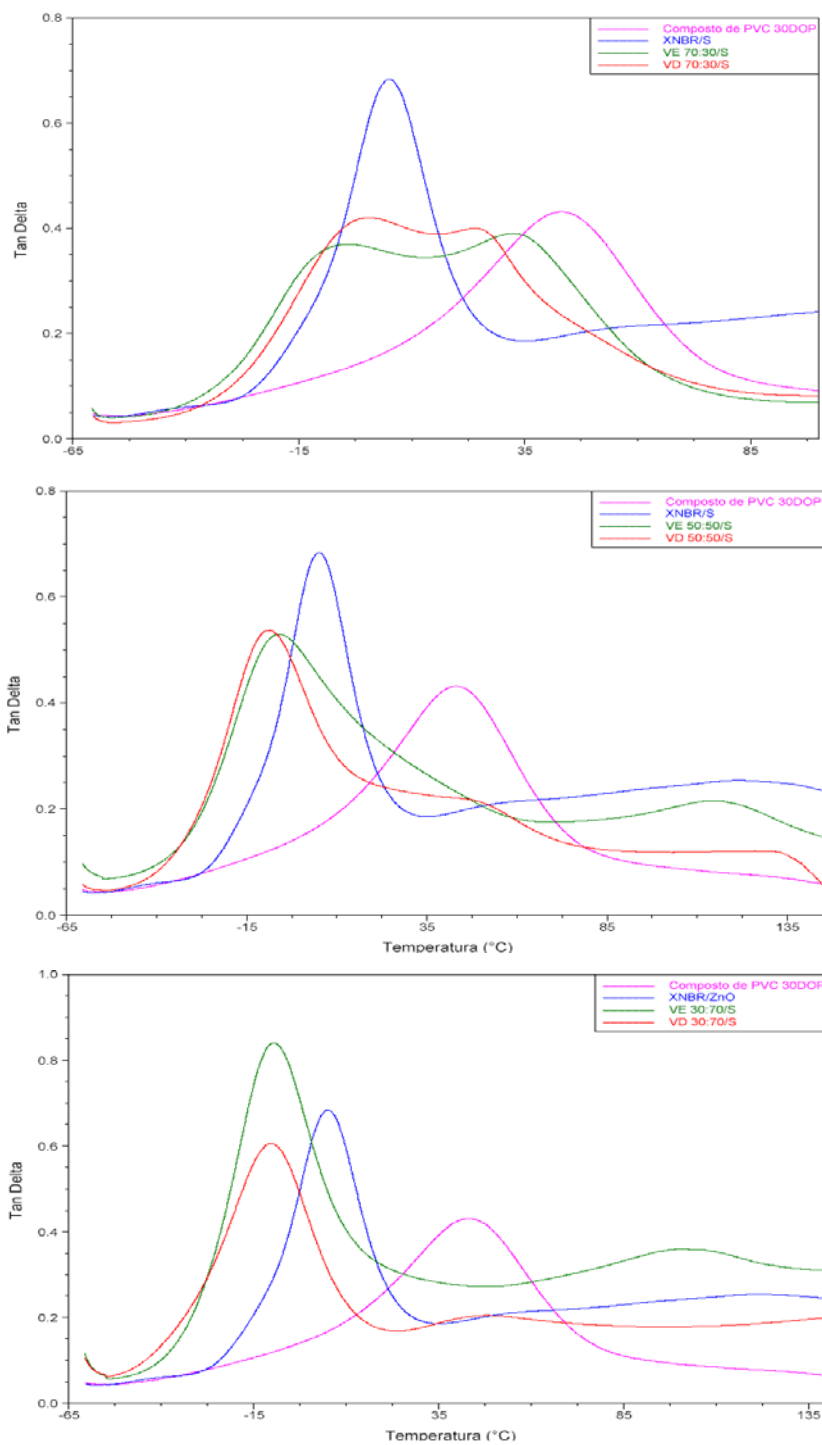 0.8
0.6
0.4
0.2
0.0
Tan Delta
-65
-15
35
85
Composto de PVC 30DOP
XNBR/S
VE 70:30/S
VD 70:30/S
0.8
0.6
0.4
0.2
0.0
Tan Delta
-65
-15
35
85
135
Temperatura (°C)
Composto de PVC 30DOP
XNBR/S
VE 50:50/S
VD 50:50/S
1.0
0.8
0.6
0.4
0.2
0.0
Tan Delta
-65
-15
35
85
135
Temperatura (°C)
Composto de PVC 30DOP
XNBR/ZnO
VE 30:70/S
VD 30:70/S